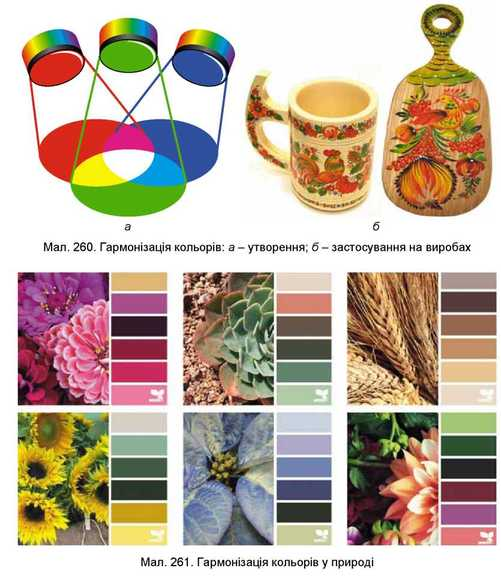 а
б
Мал. 260. Гармонізація кольорів: а – утворення; б – застосування на виробах
Мал. 261. Гармонізація кольорів у природі